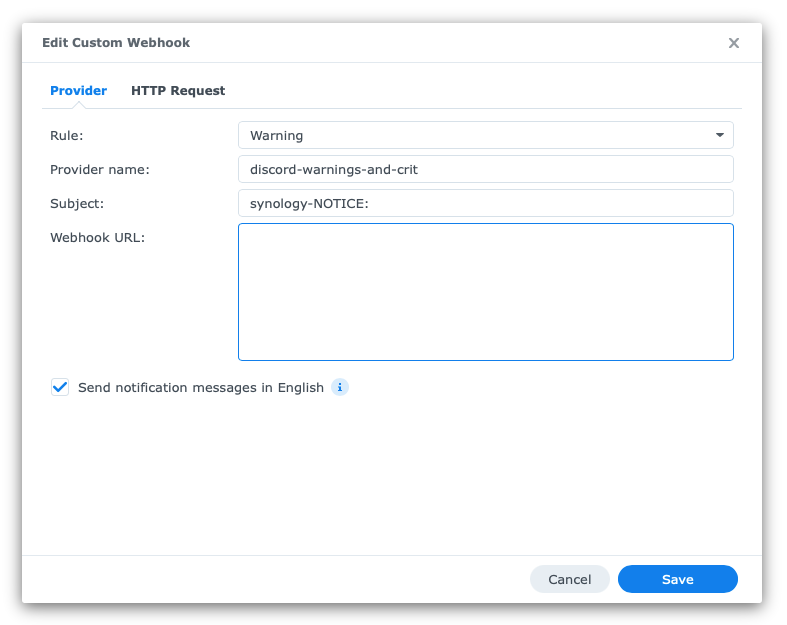 Edit Custom Webhook
Provider HTTP Request
Rule: Warning
Provider name: discord-warnings-and-crit
Subject: synology-NOTICE:
Webhook URL:
Send notification messages in English i
Cancel Save